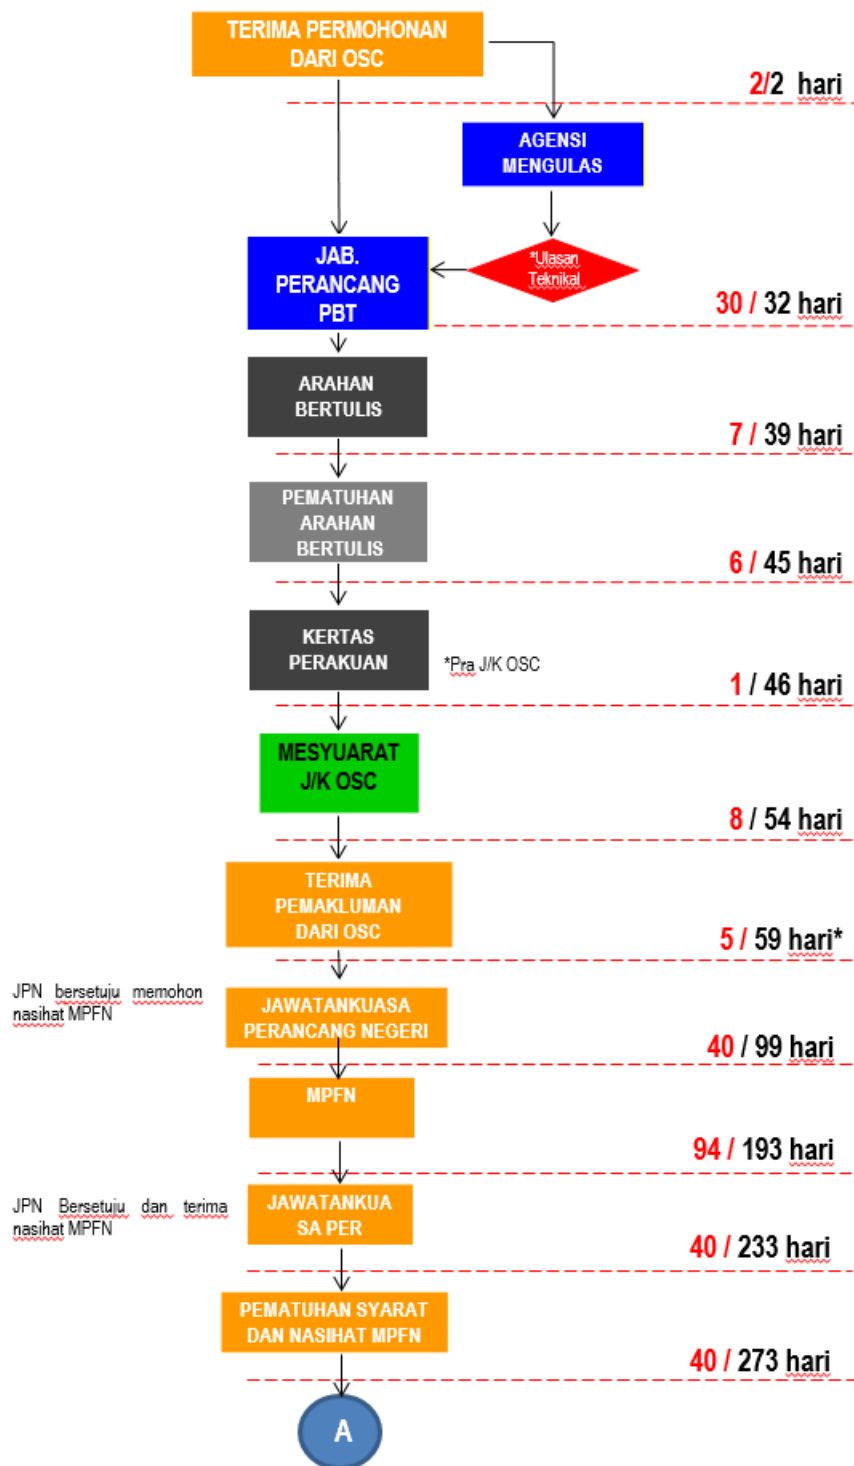 TERIMA PERMOHONAN
DARI OSC
2/2 hari
AGENSI
MENGULAS
JAB.
PERANCANG
PBT
*Ulasan
Teknikal
30 / 32 hari
ARAHAN
BERTULIS
7 / 39 hari
PEMATUHAN
ARAHAN
BERTULIS
6 / 45 hari
KERTAS
PERAKUAN
*Pra J/K OSC
1 / 46 hari
MESYUARAT
J/K OSC
8 / 54 hari
TERIMA
PEMAKLUMAN
DARI OSC
5 / 59 hari*
JPN bersetuju memohon
nasihat MPFN
JAWATANKUASA
PERANCANG NEGERI
40 / 99 hari
MPFN
94 / 193 hari
JPN Bersetuju dan terima
nasihat MPFN
JAWATANKUA
SA PER
40 / 233 hari
PEMATUHAN SYARAT
DAN NASIHAT MPFN
40 / 273 hari
A